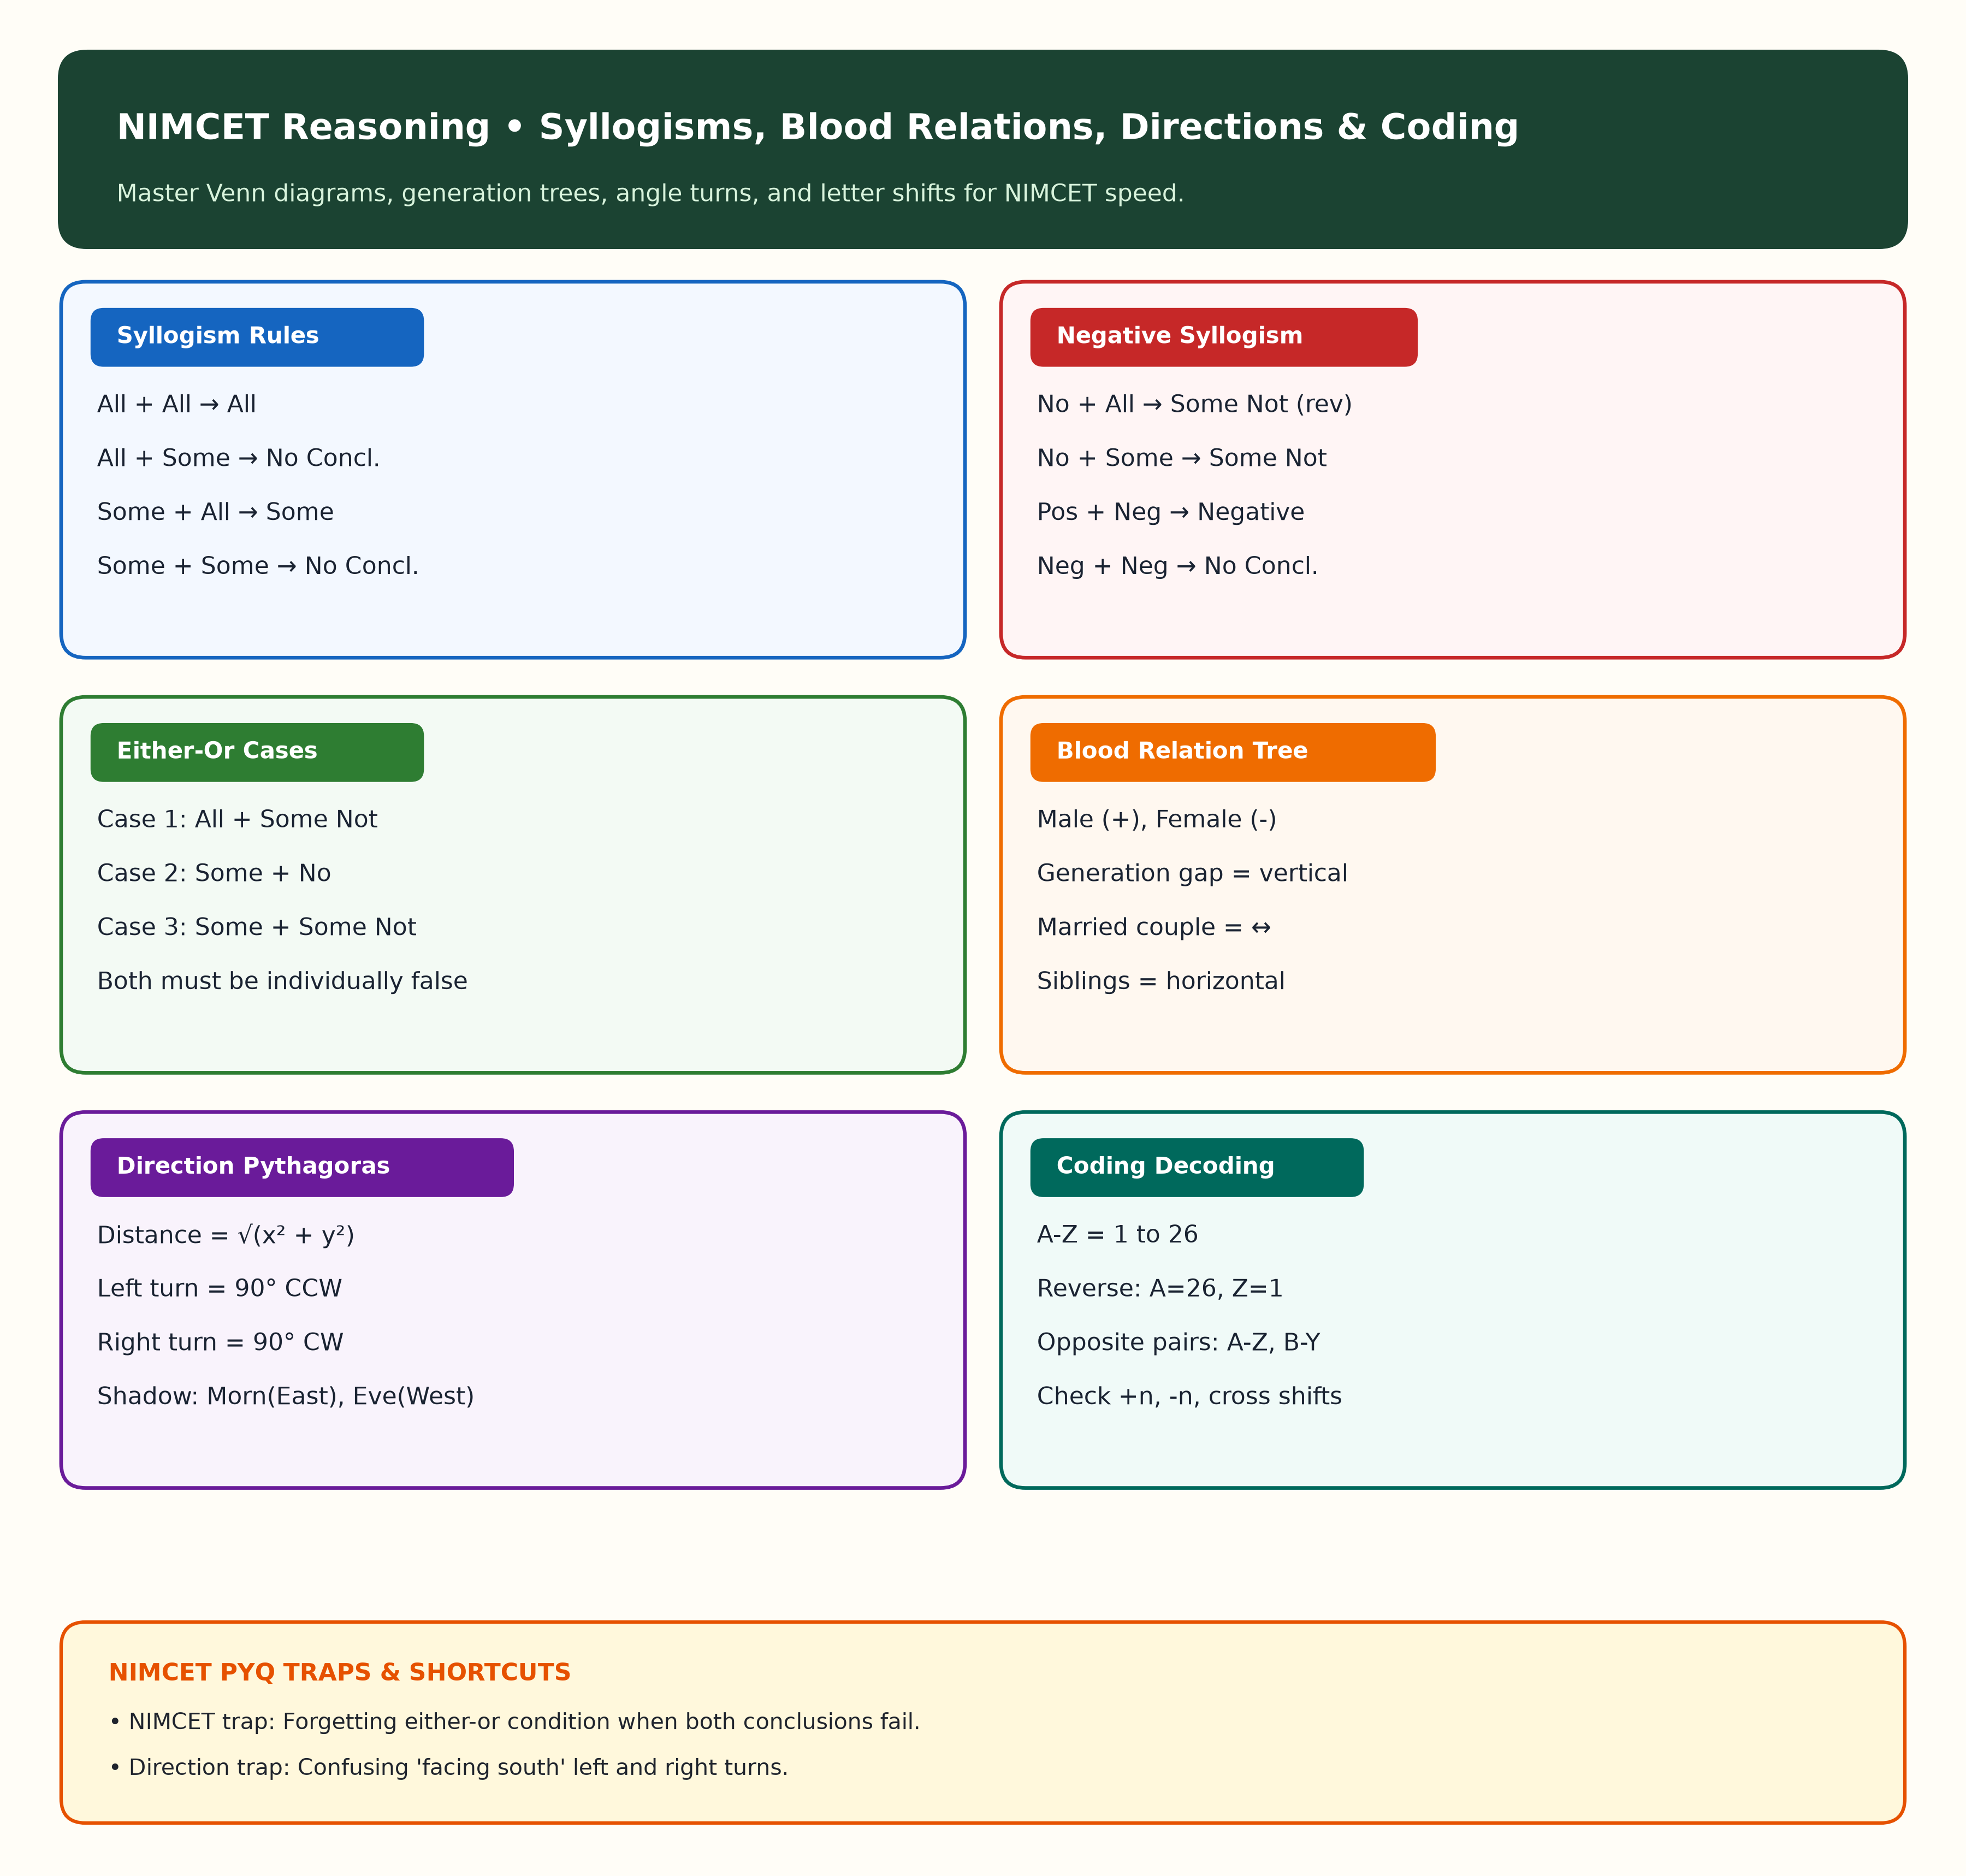 NIMCET Reasoning • Syllogisms, Blood Relations, Directions & Coding
Master Venn diagrams, generation trees, angle turns, and letter shifts for NIMCET speed.
Syllogism Rules
All + All → All
All + Some → No Concl.
Some + All → Some
Some + Some → No Concl.
Negative Syllogism
No + All → Some Not (rev)
No + Some → Some Not
Pos + Neg → Negative
Neg + Neg → No Concl.
Either-Or Cases
Case 1: All + Some Not
Case 2: Some + No
Case 3: Some + Some Not
Both must be individually false
Blood Relation Tree
Male (+), Female (-)
Generation gap = vertical
Married couple = ↔
Siblings = horizontal
Direction Pythagoras
Distance = √(x² + y²)
Left turn = 90° CCW
Right turn = 90° CW
Shadow: Morn(East), Eve(West)
Coding Decoding
A-Z = 1 to 26
Reverse: A=26, Z=1
Opposite pairs: A-Z, B-Y
Check +n, -n, cross shifts
NIMCET PYQ TRAPS & SHORTCUTS
• NIMCET trap: Forgetting either-or condition when both conclusions fail.
• Direction trap: Confusing 'facing south' left and right turns.